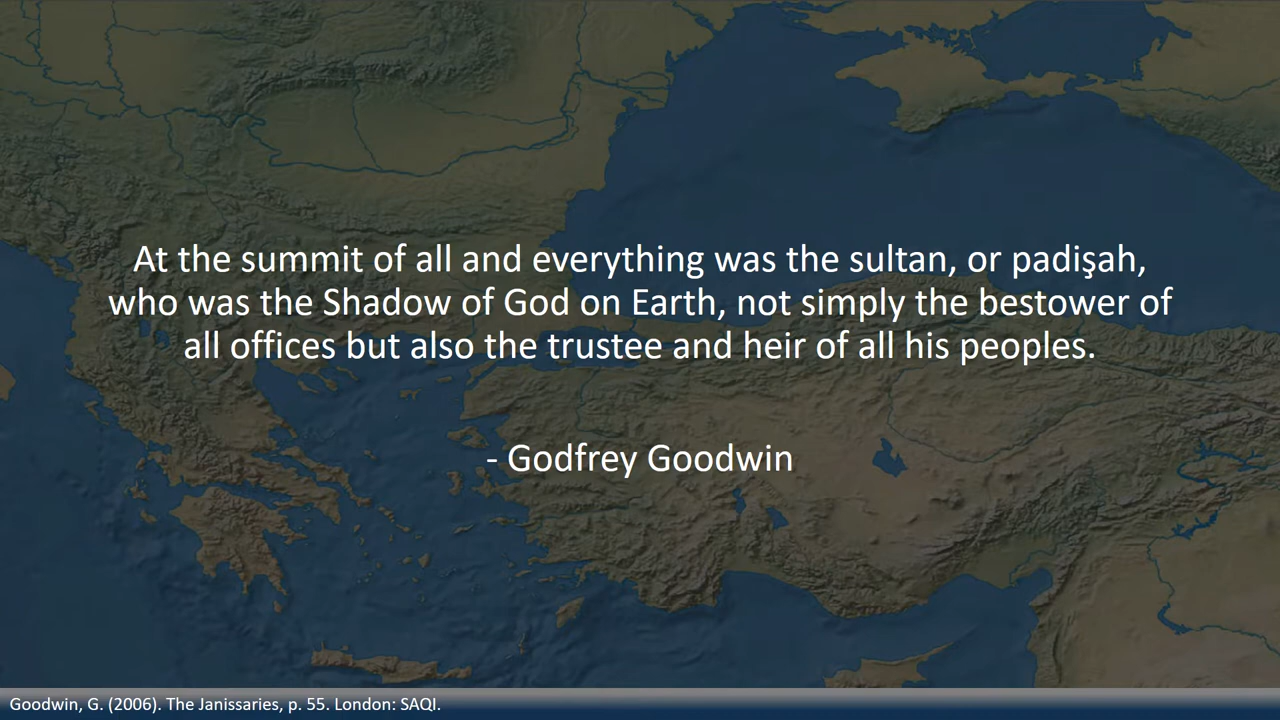 At the summit of all and everything was the sultan, or padişah,
who was the Shadow of God on Earth, not simply the bestower of
all offices but also the trustee and heir of all his peoples.
- Godfrey Goodwin
Goodwin, G. (2006). The Janissaries, p. 55. London: SAQI.